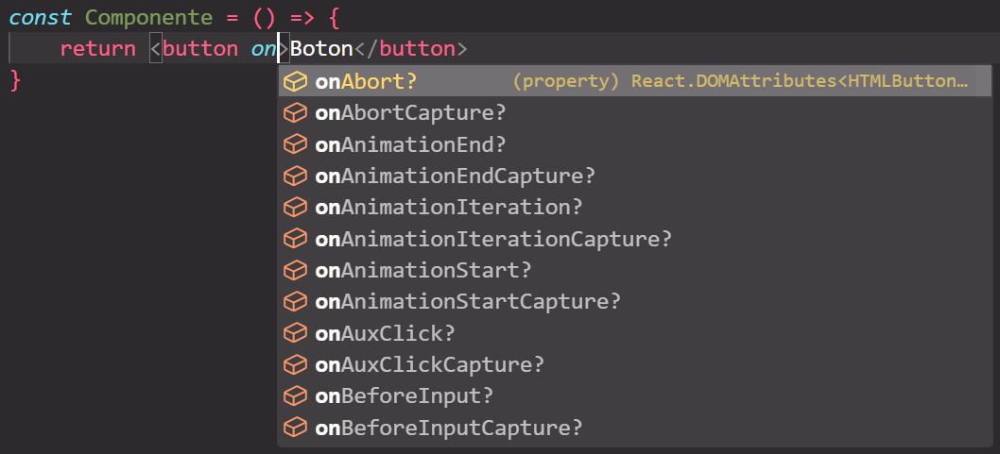 const Componente = () => {
return <button on>Boton</button>
}
onAbort? (property) React.DOMAttributes<HTMLButton…
onAbortCapture?
onAnimationEnd?
onAnimationEndCapture?
onAnimationIteration?
onAnimationIterationCapture?
onAnimationStart?
onAnimationStartCapture?
onAuxClick?
onAuxClickCapture?
onBeforeInput?
onBeforeInputCapture?